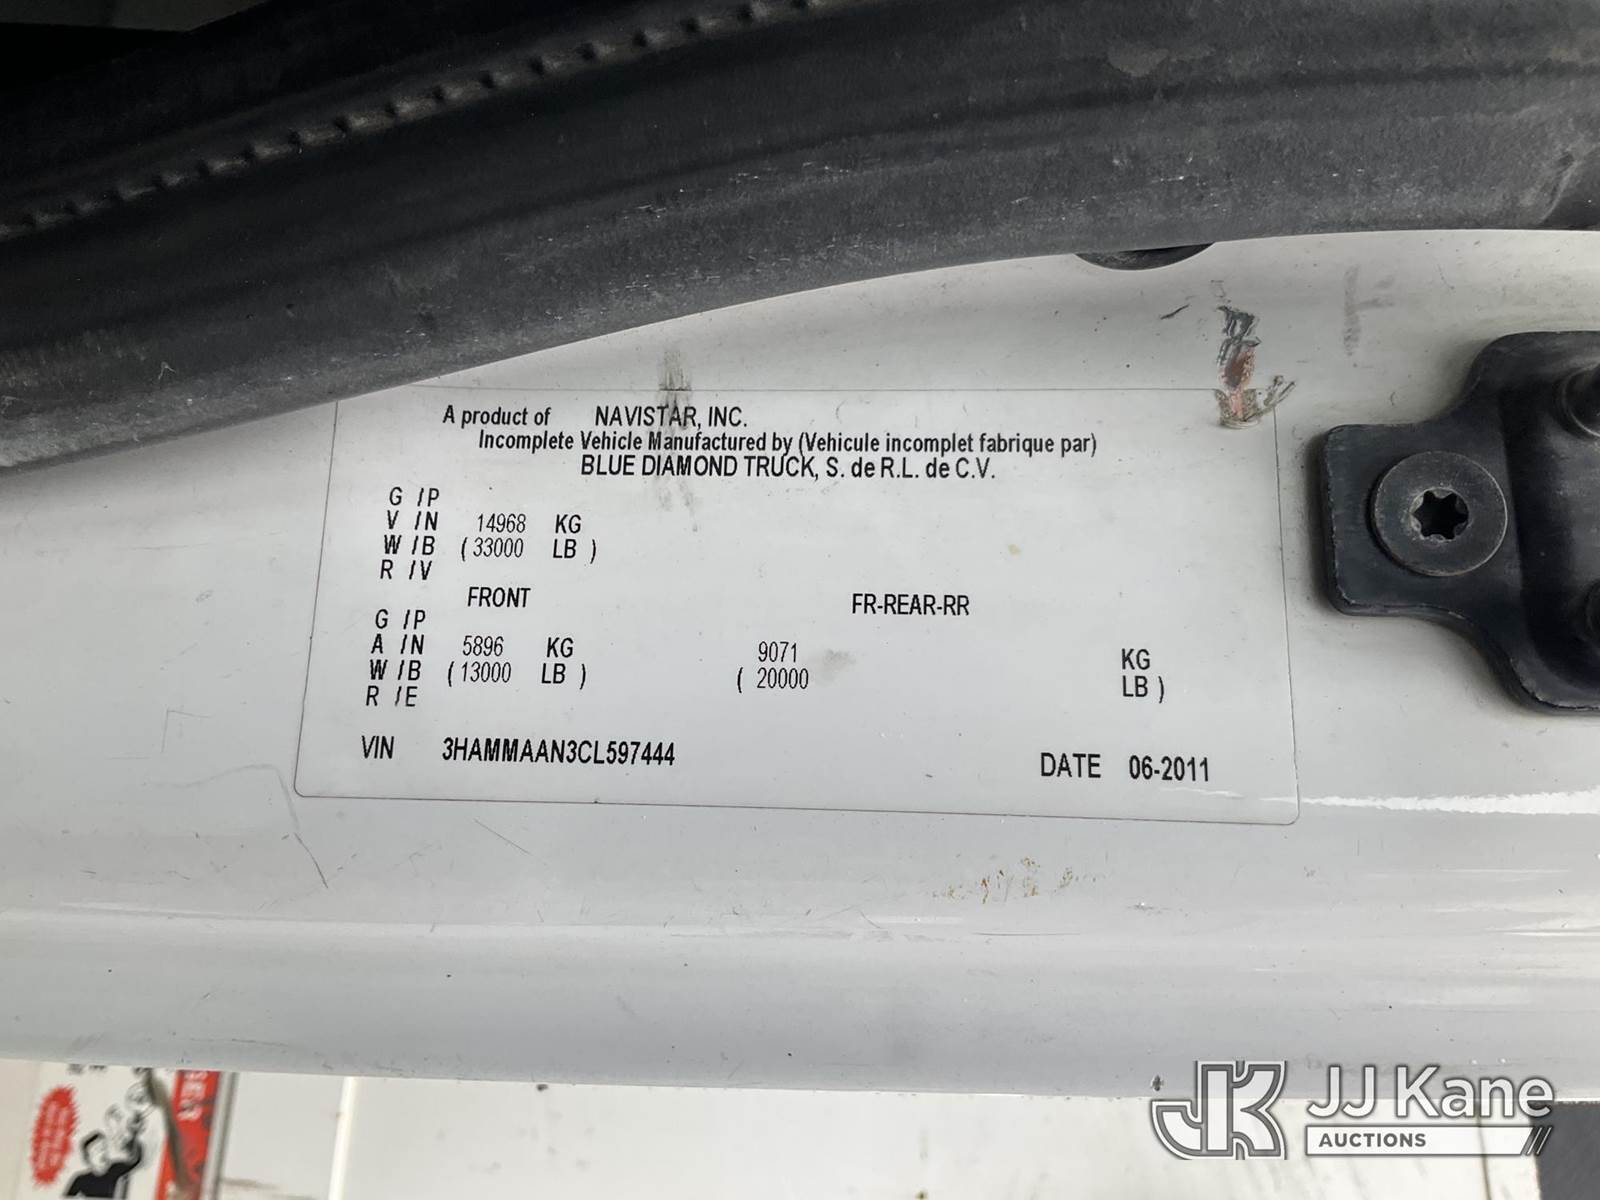 A product of NAVISTAR, INC.
Incomplete Vehicle Manufactured by (Vehicule incomplet fabrique par)
BLUE DIAMOND TRUCK, S. de R.L. de C.V.
G / P
V / N 14968 KG
W / B ( 33000 LB )
R / V
FRONT FR-REAR-RR
G / P
A / N 5896 KG 9071 KG
W / B ( 13000 LB ) ( 20000 LB )
R / E
VIN 3HAMMAAN3CL597444 DATE 06-2011
JK JJ Kane
AUCTIONS